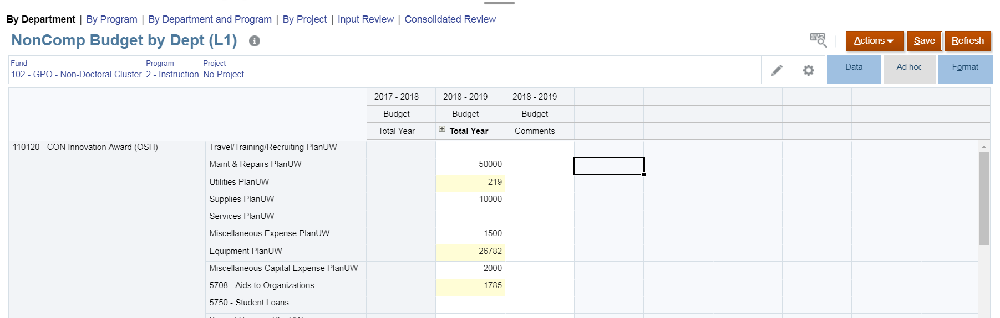 By Department | By Program | By Department and Program | By Project | Input Review | Consolidated Review
NonComp Budget by Dept (L1)
Actions Save Refresh
Fund Program Project
102 - GPO - Non-Doctoral Cluster 2 - Instruction No Project
Data Ad hoc Format
2017 - 2018 2018 - 2019 2018 - 2019
Budget Budget Budget
Total Year Total Year Comments
110120 - CON Innovation Award (OSH) Travel/Training/Recruiting PlanUW
Maint & Repairs PlanUW 50000
Utilities PlanUW 219
Supplies PlanUW 10000
Services PlanUW
Miscellaneous Expense PlanUW 1500
Equipment PlanUW 26782
Miscellaneous Capital Expense PlanUW 2000
5708 - Aids to Organizations 1785
5750 - Student Loans